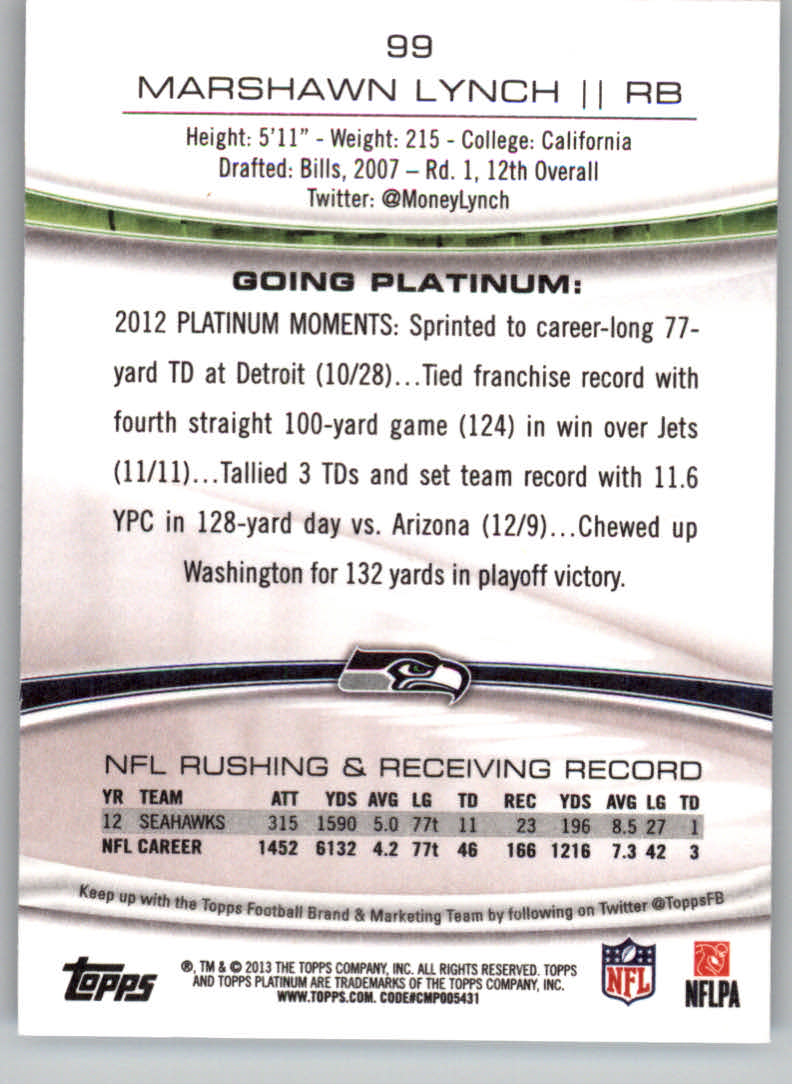 99
MARSHAWN LYNCH || RB
Height: 5'11" - Weight: 215 - College: California
Drafted: Bills, 2007 – Rd. 1, 12th Overall
Twitter: @MoneyLynch
GOING PLATINUM:
2012 PLATINUM MOMENTS: Sprinted to career-long 77-
yard TD at Detroit (10/28)...Tied franchise record with
fourth straight 100-yard game (124) in win over Jets
(11/11)...Tallied 3 TDs and set team record with 11.6
YPC in 128-yard day vs. Arizona (12/9)...Chewed up
Washington for 132 yards in playoff victory.
NFL RUSHING & RECEIVING RECORD
YR TEAM ATT YDS AVG LG TD REC YDS AVG LG TD
12 SEAHAWKS 315 1590 5.0 77t 11 23 196 8.5 27 1
NFL CAREER 1452 6132 4.2 77t 46 166 1216 7.3 42 3
Keep up with the Topps Football Brand & Marketing Team by following on Twitter @ToppsFB
Topps
®, TM & © 2013 THE TOPPS COMPANY, INC. ALL RIGHTS RESERVED. TOPPS
AND TOPPS PLATINUM ARE TRADEMARKS OF THE TOPPS COMPANY, INC.
WWW.TOPPS.COM. CODE#CMP005431
NFL
NFLPA